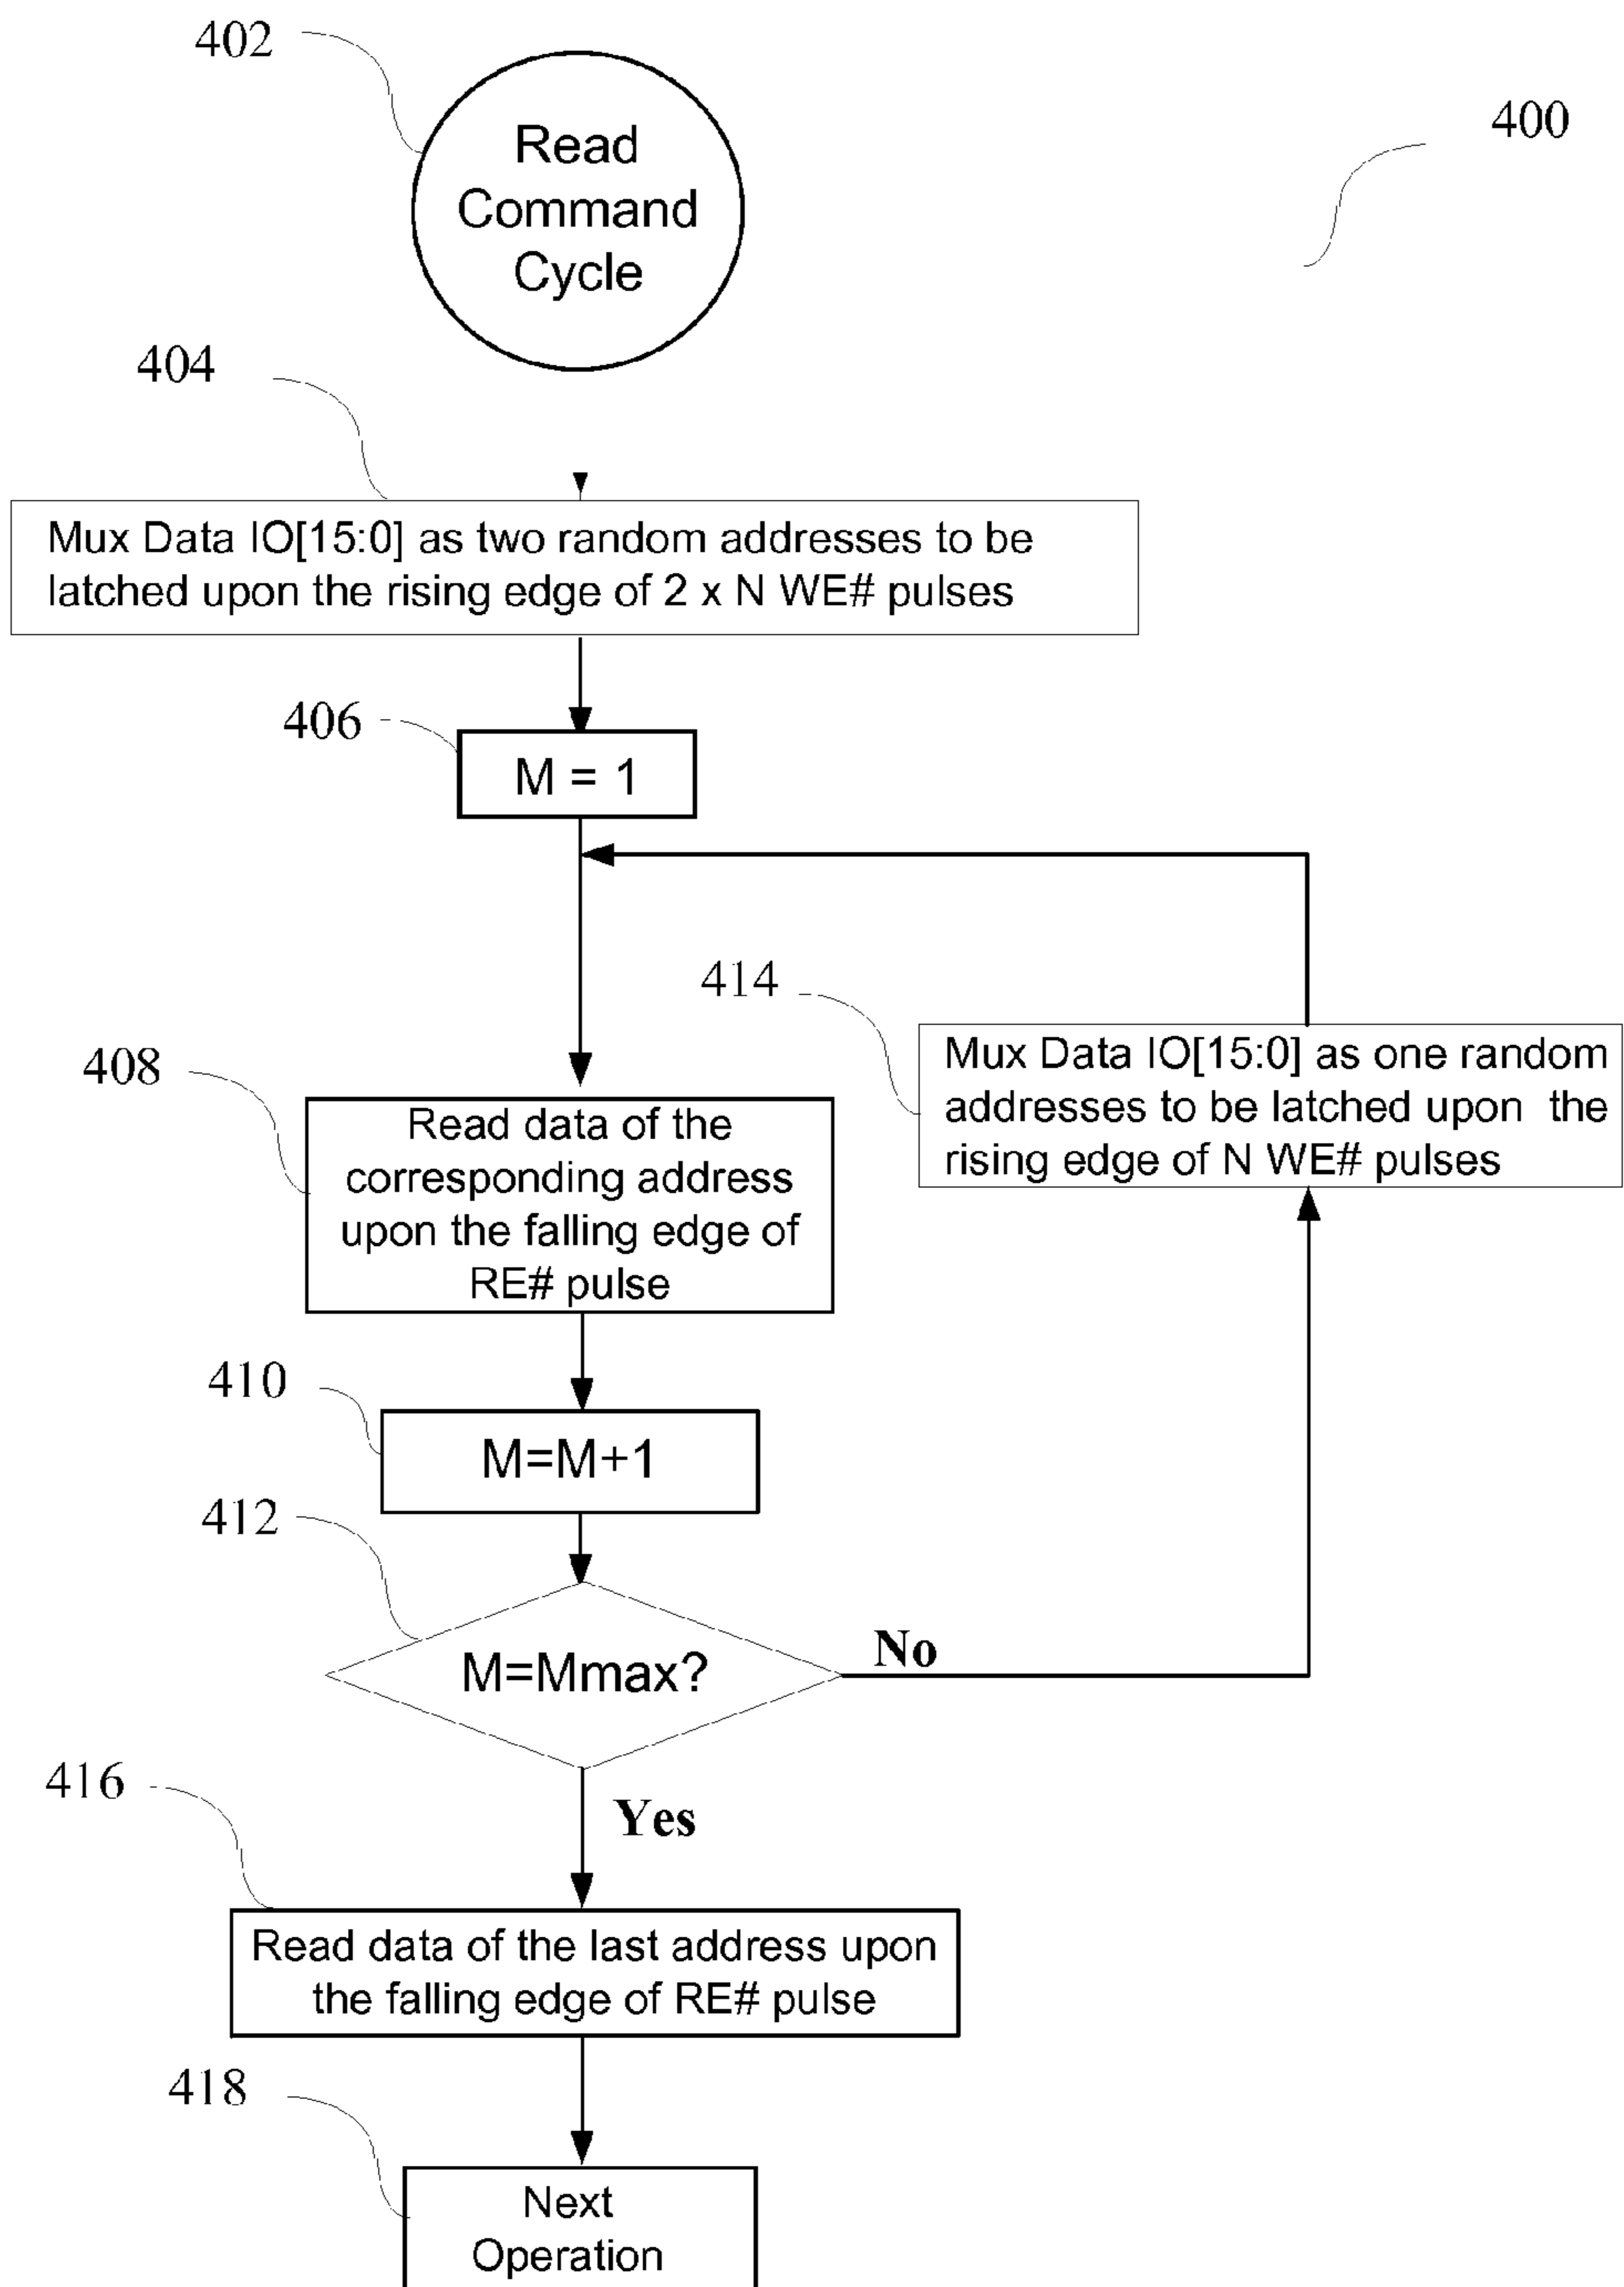 402
Read
Command
Cycle
400
404
Mux Data IO[15:0] as two random addresses to be
latched upon the rising edge of 2 x N WE# pulses
406
M = 1
414
Mux Data IO[15:0] as one random
addresses to be latched upon the
rising edge of N WE# pulses
408
Read data of the
corresponding address
upon the falling edge of
RE# pulse
410
M=M+1
412
M=Mmax?
No
416
Yes
Read data of the last address upon
the falling edge of RE# pulse
418
Next
Operation